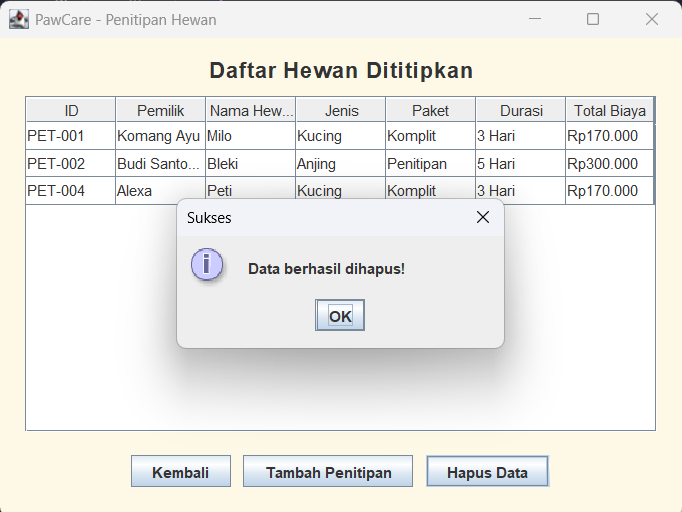 PawCare - Penitipan Hewan
Daftar Hewan Dititipkan
ID Pemilik Nama Hew... Jenis Paket Durasi Total Biaya
PET-001 Komang Ayu Milo Kucing Komplit 3 Hari Rp170.000
PET-002 Budi Santo... Bleki Anjing Penitipan 5 Hari Rp300.000
PET-004 Alexa Peti Kucing Komplit 3 Hari Rp170.000
Sukses
Data berhasil dihapus!
OK
Kembali Tambah Penitipan Hapus Data